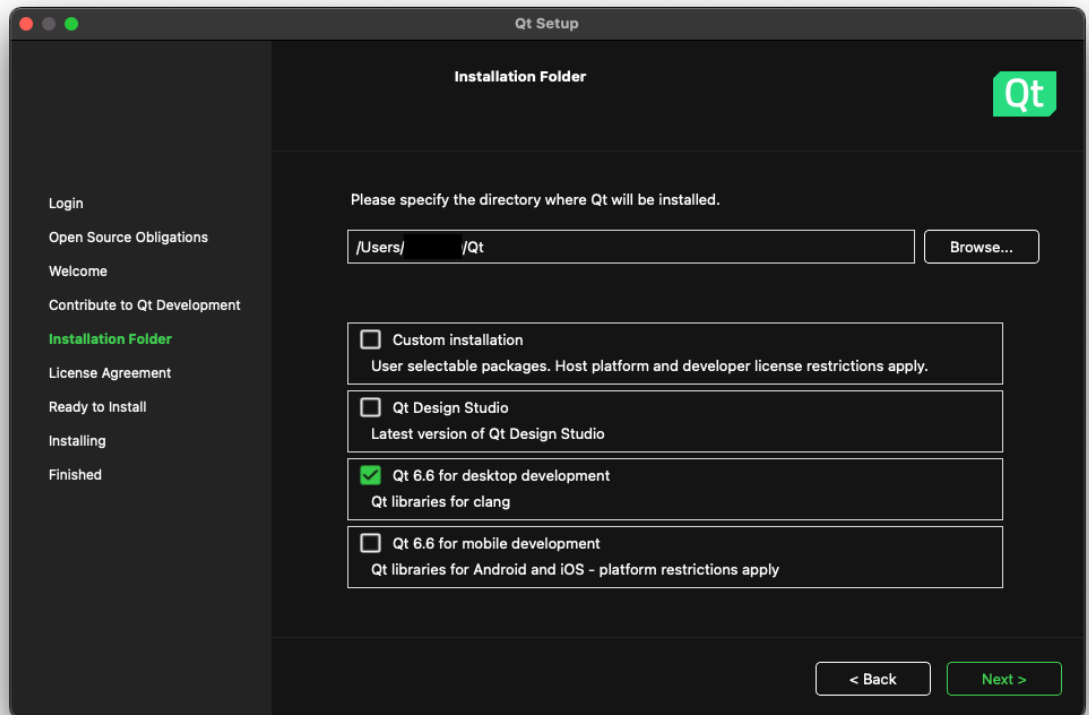 Qt Setup
Installation Folder
Qt
Login
Open Source Obligations
Welcome
Contribute to Qt Development
Installation Folder
License Agreement
Ready to Install
Installing
Finished
Please specify the directory where Qt will be installed.
/Users/ /Qt
Browse...
Custom installation
User selectable packages. Host platform and developer license restrictions apply.
Qt Design Studio
Latest version of Qt Design Studio
Qt 6.6 for desktop development
Qt libraries for clang
Qt 6.6 for mobile development
Qt libraries for Android and iOS - platform restrictions apply
< Back
Next >